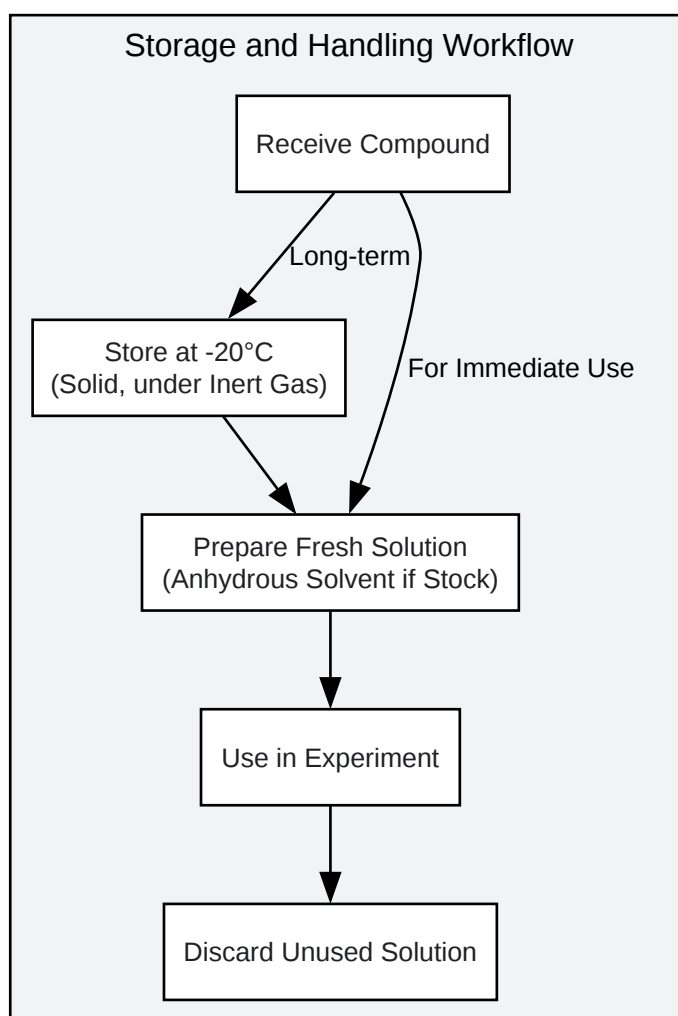 Storage and Handling Workflow
Receive Compound
Long-term
Store at -20°C
(Solid, under Inert Gas)
For Immediate Use
Prepare Fresh Solution
(Anhydrous Solvent if Stock)
Use in Experiment
Discard Unused Solution